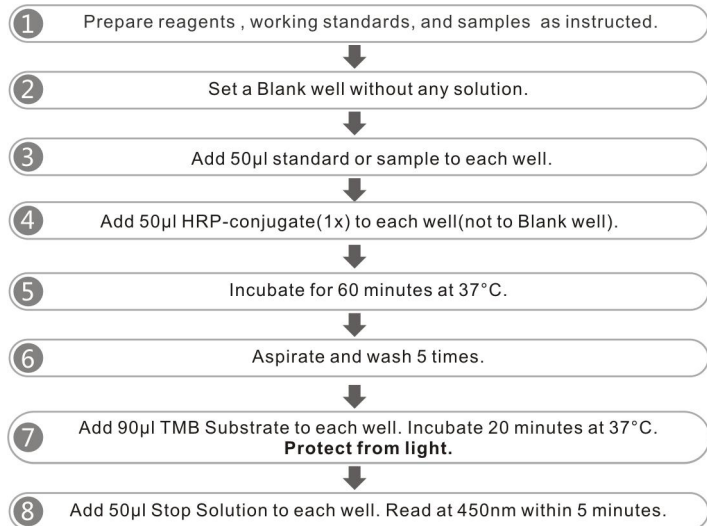 1 Prepare reagents , working standards, and samples as instructed.
2 Set a Blank well without any solution.
3 Add 50µl standard or sample to each well.
4 Add 50µl HRP-conjugate(1x) to each well(not to Blank well).
5 Incubate for 60 minutes at 37°C.
6 Aspirate and wash 5 times.
7 Add 90µl TMB Substrate to each well. Incubate 20 minutes at 37°C.
Protect from light.
8 Add 50µl Stop Solution to each well. Read at 450nm within 5 minutes.